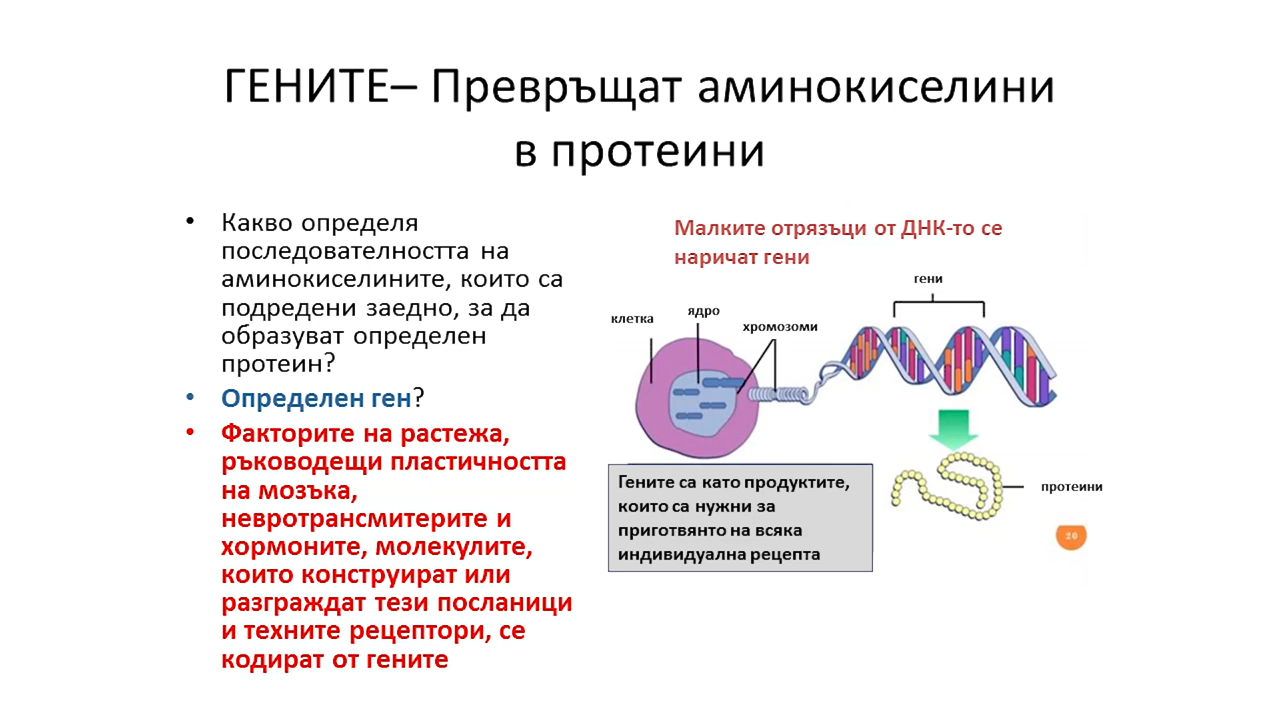 ГЕНИТЕ– Превръщат аминокиселини
в протеини
• Какво определя
последователността на
аминокиселините, които са
подредени заедно, за да
образуват определен
протеин?
• Определен ген?
• Факторите на растежа,
ръководещи пластичността
на мозъка,
невротрансмитерите и
хормоните, молекулите,
които конструират или
разграждат тези посланици
и техните рецептори, се
кодират от гените
Малките отрязъци от ДНК-то се
наричат гени
гени
клетка
ядро
хромозоми
Гените са като продуктите,
които са нужни за
приготвянто на всяка
индивидуална рецепта
протеини
20